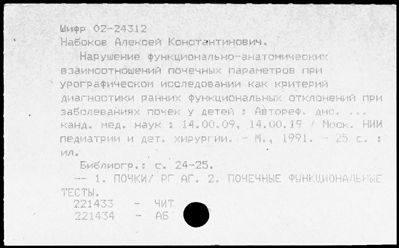 Шифр 02-24312
Набоков Алексей Константинович.
Нарушение функционально-анатомических
взаимоотношений почечных параметров при
урографическом исследовании как критерий
диагностики ранних функциональных отклонений при
заболеваниях почек у детей : Автореф. дис. ...
канд. мед. наук : 14.00.09, 14.00.19 / Моск. НИИ
педиатрии и дет. хирургии. - М., 1991. - 25 с. :
ил.
Библиогр.: с. 24-25.
-- 1. ПОЧКИ/ РГ АГ. 2. ПОЧЕЧНЫЕ ФУНКЦИОНАЛЬНЫЕ
ТЕСТЫ.
221433 - ЧИТ
221434 - АБ